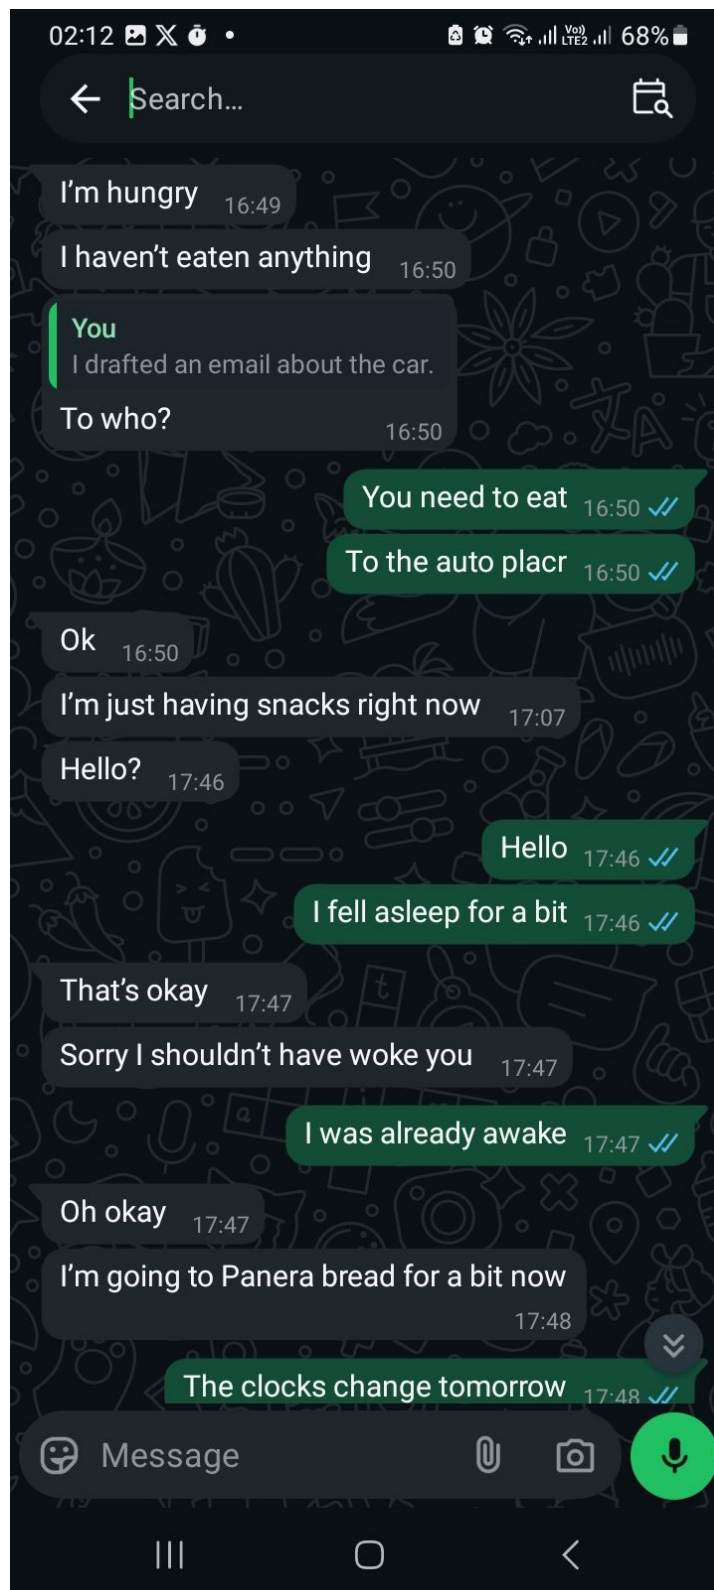 02:12
Vo))
LTE2
68%
Search...
I'm hungry 16:49
I haven't eaten anything 16:50
You
I drafted an email about the car.
To who? 16:50
You need to eat 16:50
To the auto placr 16:50
Ok 16:50
I'm just having snacks right now 17:07
Hello? 17:46
Hello 17:46
I fell asleep for a bit 17:46
That's okay 17:47
Sorry I shouldn't have woke you 17:47
I was already awake 17:47
Oh okay 17:47
I'm going to Panera bread for a bit now
17:48
The clocks change tomorrow 17:48
Message